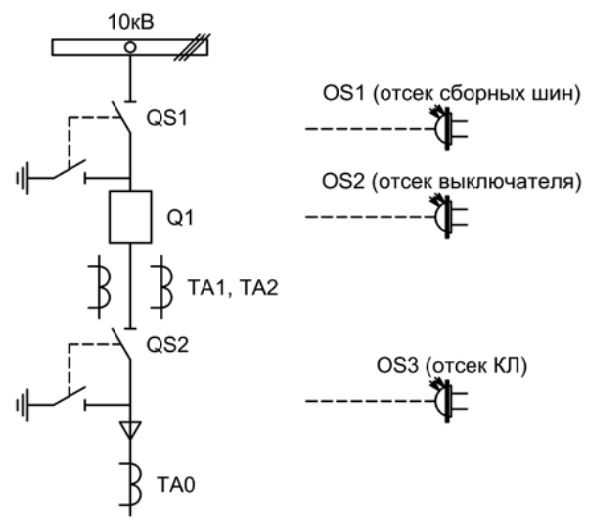 10кВ
OS1 (отсек сборных шин)
QS1
OS2 (отсек выключателя)
Q1
TA1, TA2
QS2
OS3 (отсек КЛ)
TA0